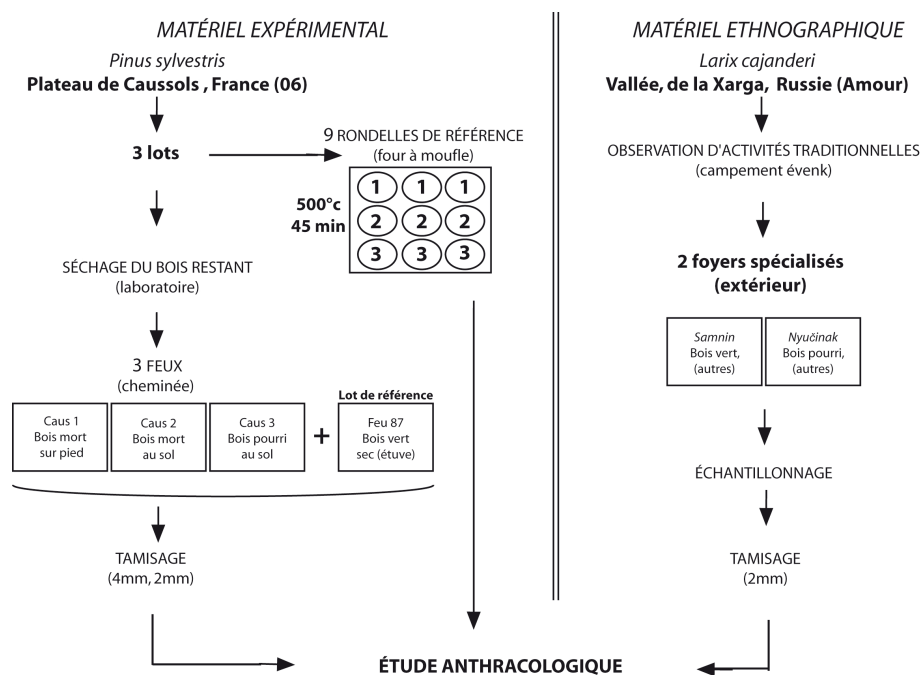 MATÉRIEL EXPÉRIMENTAL
Pinus sylvestris
Plateau de Caussols , France (06)
3 lots
9 RONDELLES DE RÉFÉRENCE
(four à moufle)
500°c
45 min
1 1 1
2 2 2
3 3 3
SÉCHAGE DU BOIS RESTANT
(laboratoire)
3 FEUX
(cheminée)
Caus 1
Bois mort
sur pied
Caus 2
Bois mort
au sol
Caus 3
Bois pourri
au sol
+
Lot de référence
Feu 87
Bois vert
sec (étuve)
TAMISAGE
(4mm, 2mm)
MATÉRIEL ETHNOGRAPHIQUE
Larix cajanderi
Vallée, de la Xarga, Russie (Amour)
OBSERVATION D'ACTIVITÉS TRADITIONNELLES
(campement évenk)
2 foyers spécialisés
(extérieur)
Samnin
Bois vert,
(autres)
Nyučinak
Bois pourri,
(autres)
ÉCHANTILLONNAGE
TAMISAGE
(2mm)
ÉTUDE ANTHRACOLOGIQUE